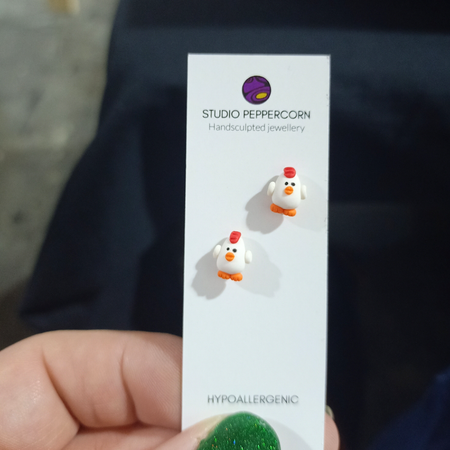 STUDIO PEPPERCORN
Handsculpted jewellery
HYPOALLERGENIC